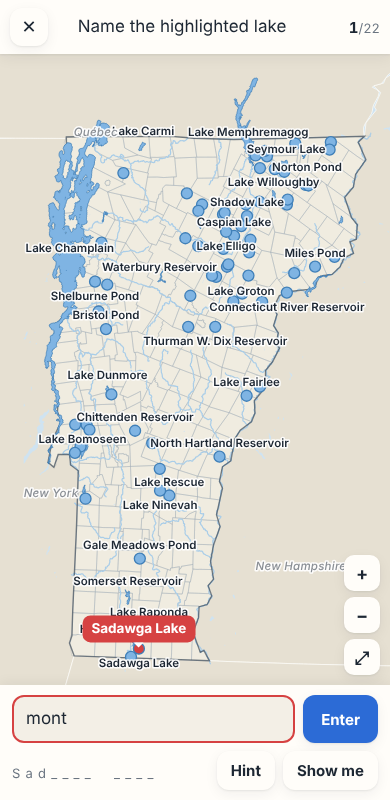 ✕ Name the highlighted lake 1/22
Québec
ake Carmi
Lake Memphremagog
Seymour Lake
Norton Pond
Lake Willoughby
Shadow Lake
Caspian Lake
Lake Champlain
Lake Elligo
Miles Pond
Waterbury Reservoir
Shelburne Pond
Lake Groton
Connecticut River Reservoir
Bristol Pond
Thurman W. Dix Reservoir
Lake Dunmore
Lake Fairlee
Chittenden Reservoir
Lake Bomoseen
North Hartland Reservoir
Lake Rescue
New York
Lake Ninevah
Gale Meadows Pond
New Hampshire
Somerset Reservoir
Lake Raponda
Sadawga Lake
Sadawga Lake
+
−
mont
Enter
Sad____ ____
Hint
Show me